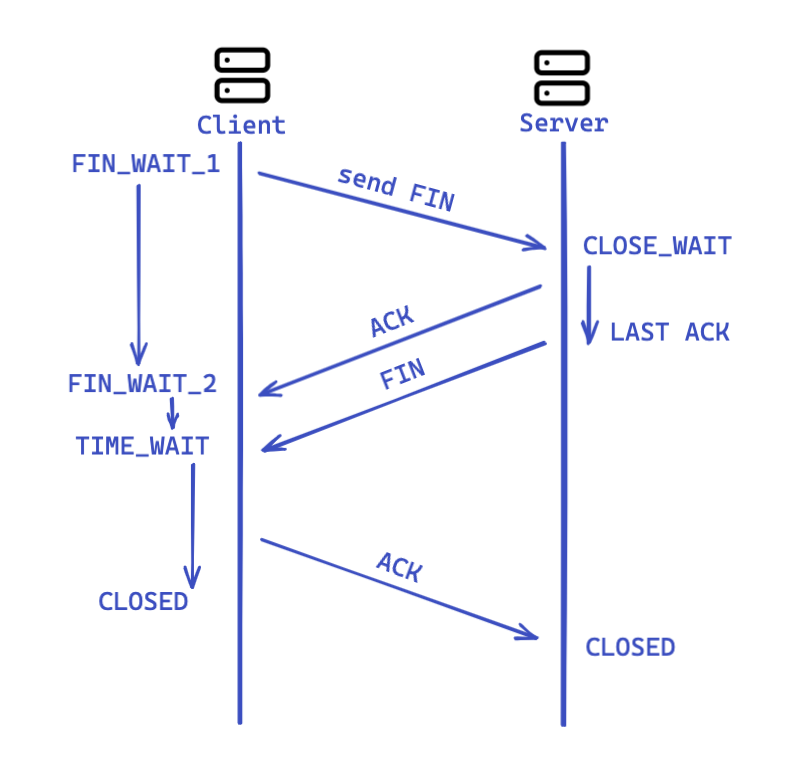 Client
Server
FIN_WAIT_1
send FIN
CLOSE_WAIT
ACK
LAST ACK
FIN
FIN_WAIT_2
TIME_WAIT
ACK
CLOSED
CLOSED